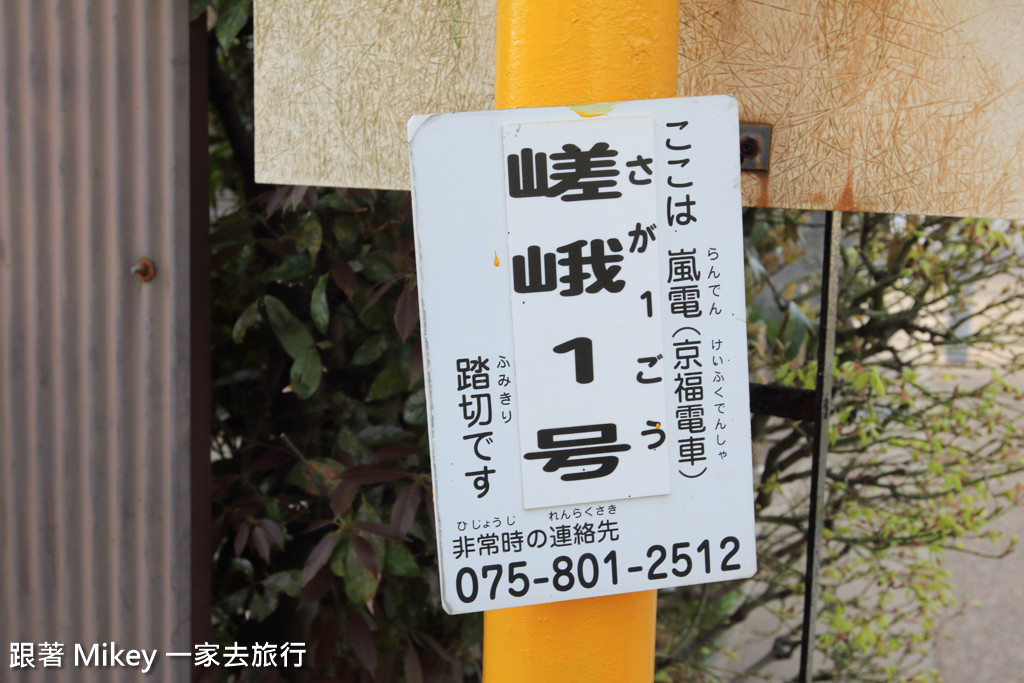 ここは 嵐電(京福電車)
らんでん けいふくでんしゃ
嵯峨1号
さが1ごう
踏切です
ふみきり
ひじょうじ れんらくさき
非常時の連絡先
075-801-2512
跟著 Mikey 一家去旅行